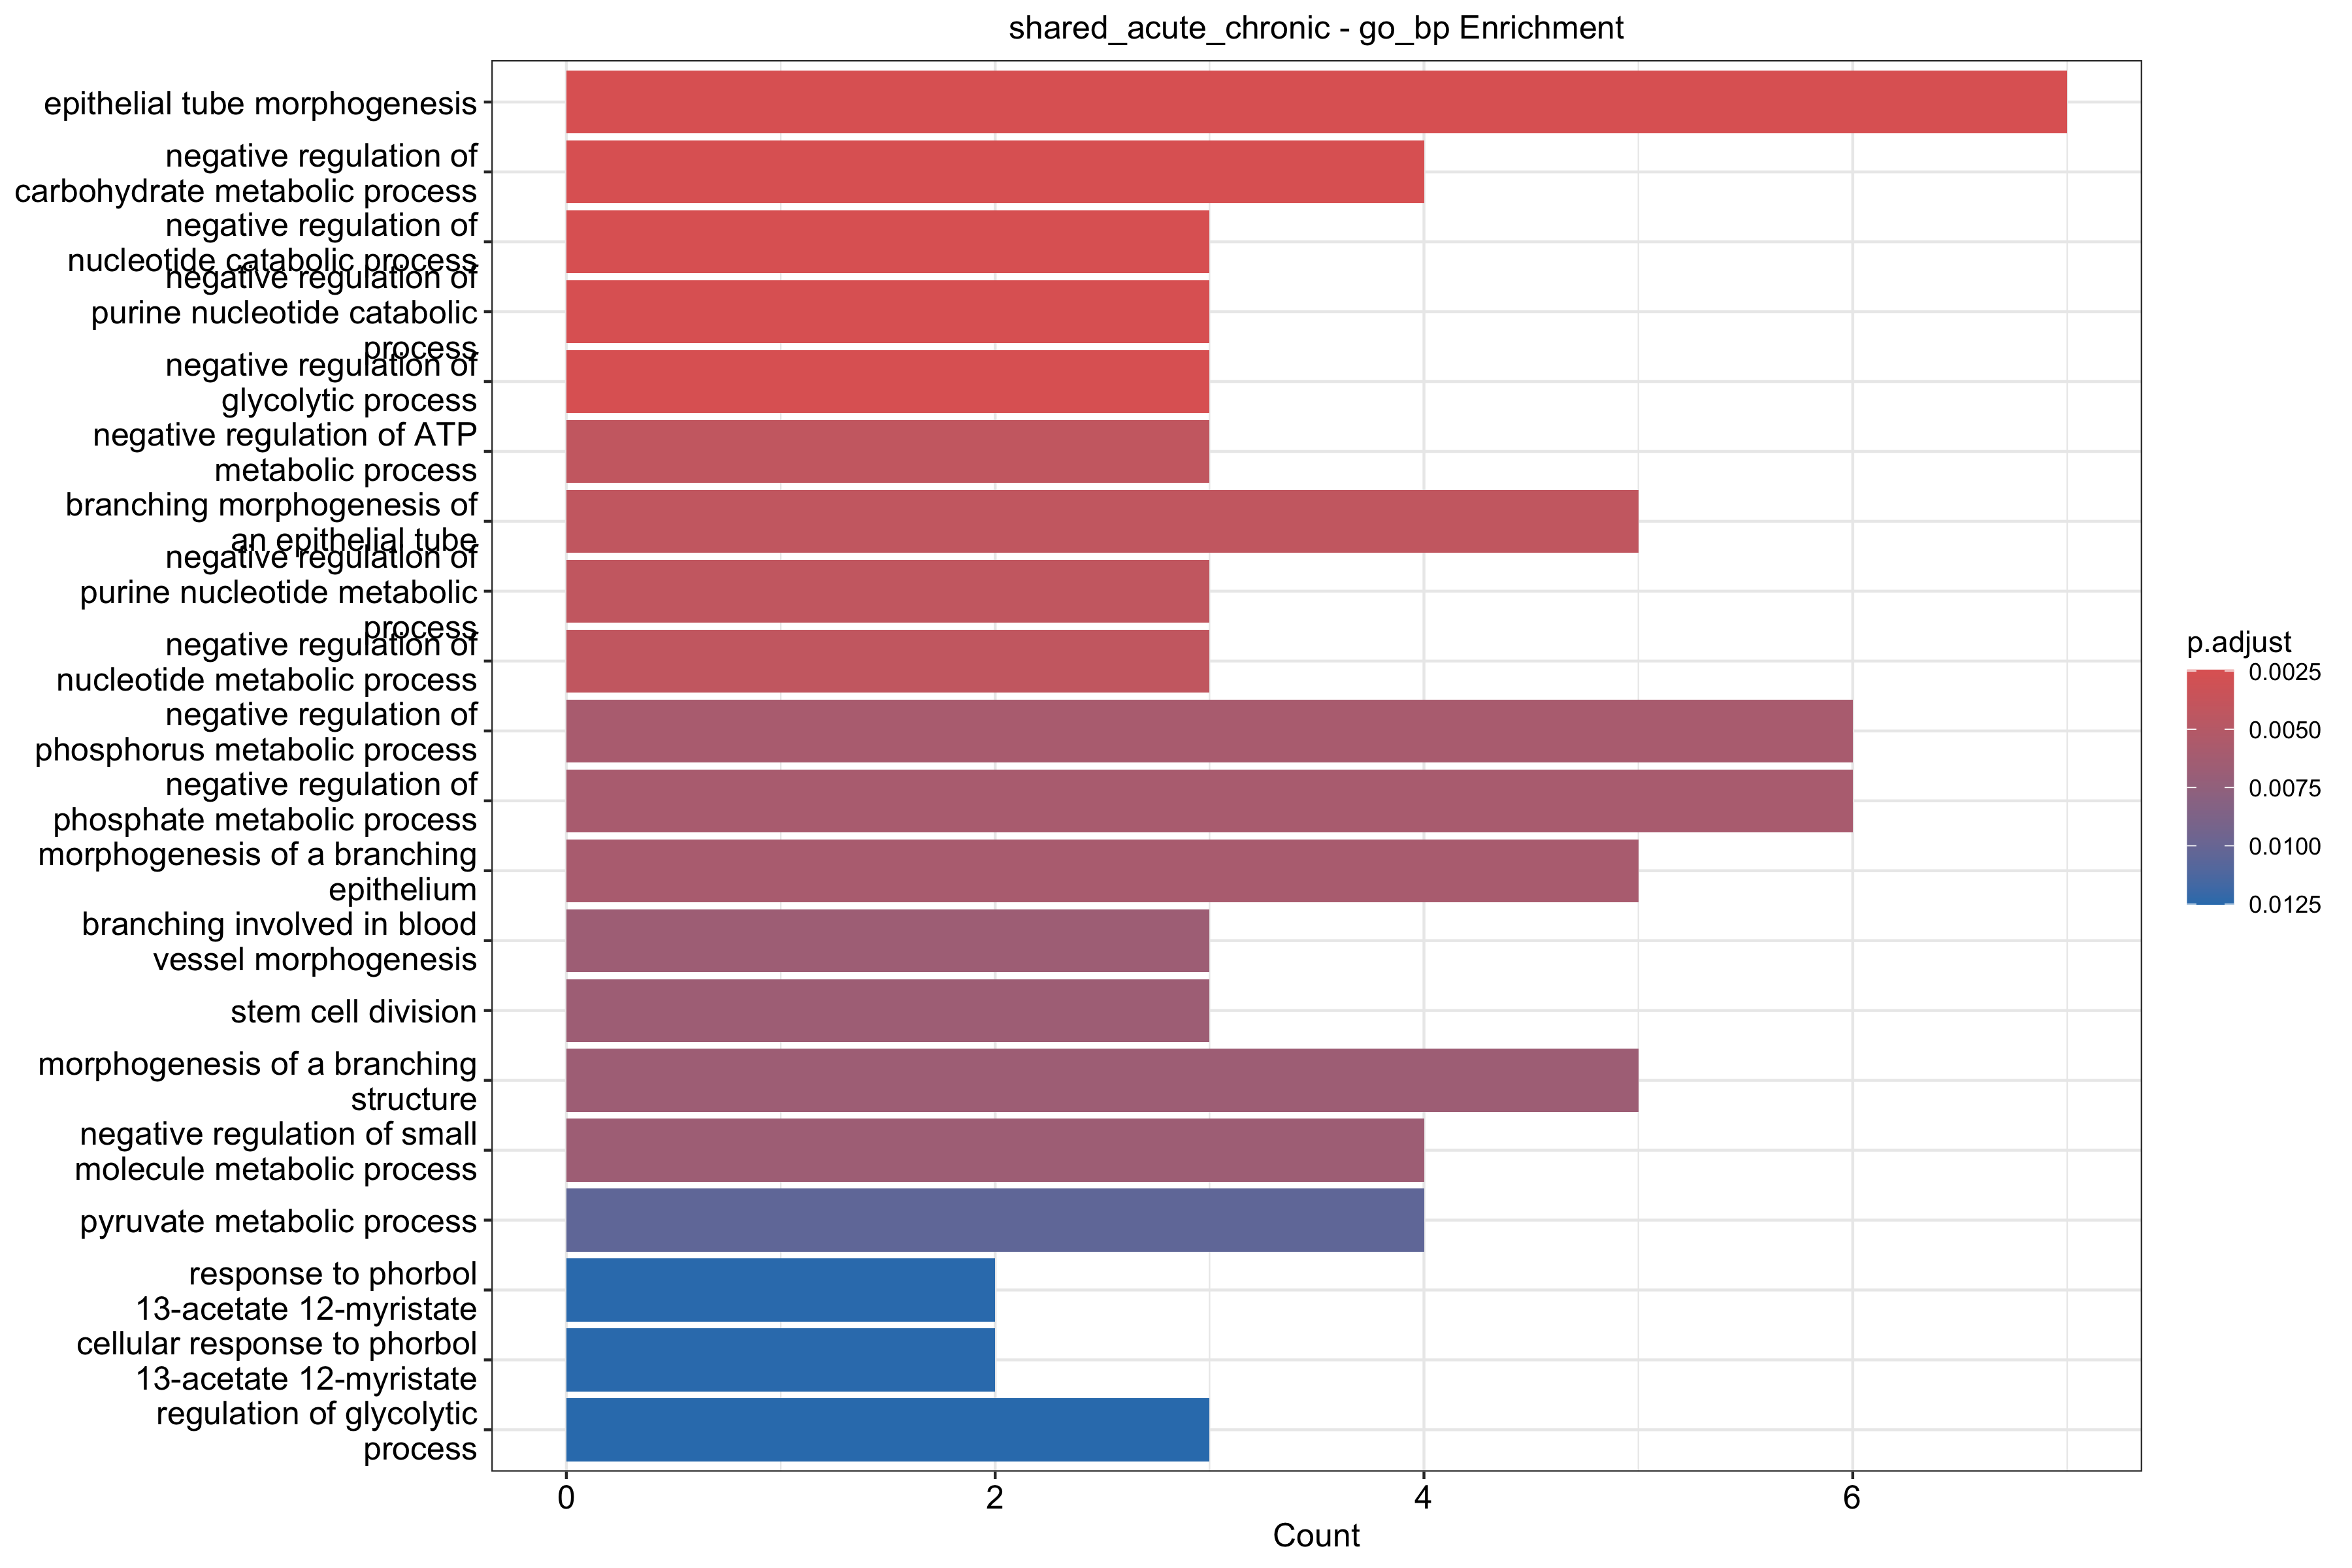 shared_acute_chronic - go_bp Enrichment
epithelial tube morphogenesis
negative regulation of
carbohydrate metabolic process
negative regulation of
nucleotide catabolic process
negative regulation of
purine nucleotide catabolic
process
negative regulation of
glycolytic process
negative regulation of ATP
metabolic process
branching morphogenesis of
an epithelial tube
negative regulation of
purine nucleotide metabolic
process
negative regulation of
nucleotide metabolic process
negative regulation of
phosphorus metabolic process
negative regulation of
phosphate metabolic process
morphogenesis of a branching
epithelium
branching involved in blood
vessel morphogenesis
stem cell division
morphogenesis of a branching
structure
negative regulation of small
molecule metabolic process
pyruvate metabolic process
response to phorbol
13-acetate 12-myristate
cellular response to phorbol
13-acetate 12-myristate
regulation of glycolytic
process
0
2
4
6
Count
p.adjust
0.0025
0.0050
0.0075
0.0100
0.0125